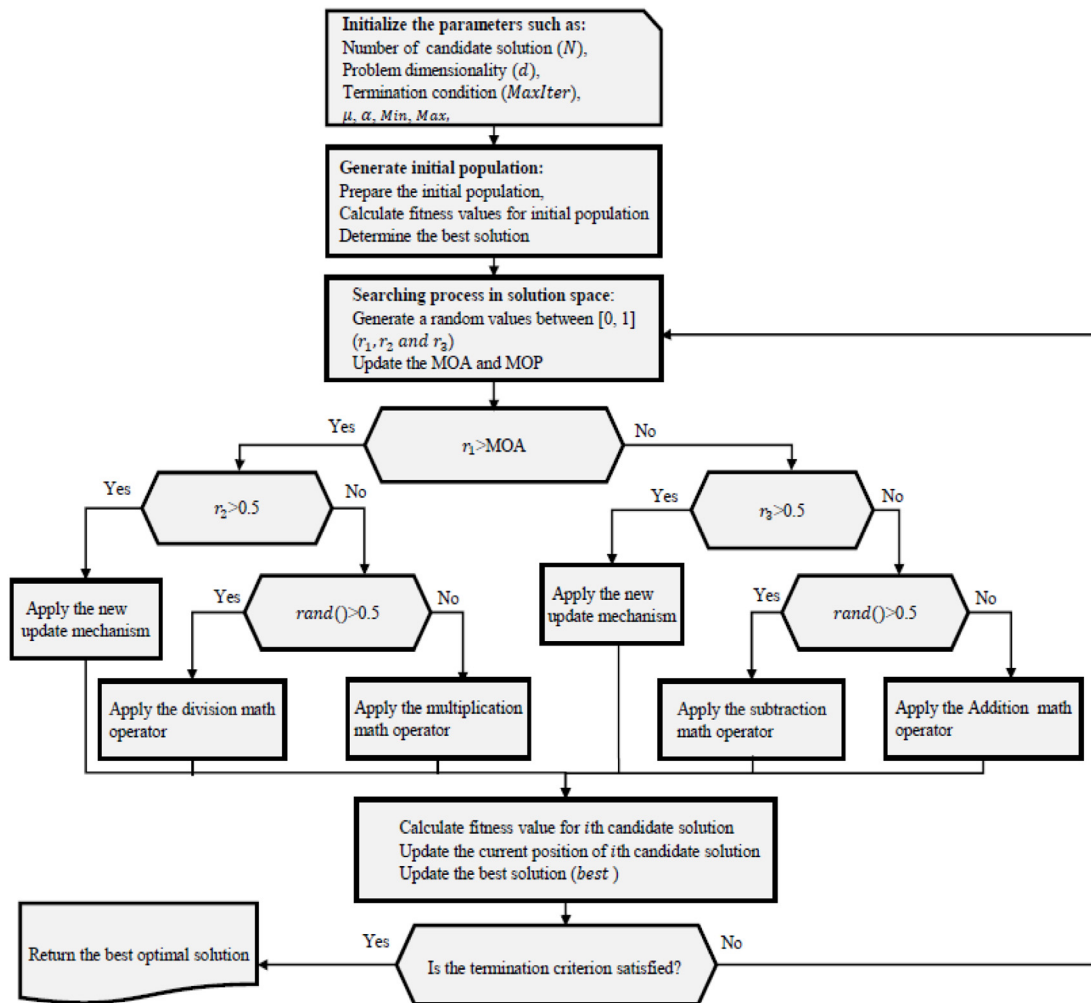 Initialize the parameters such as:
Number of candidate solution (N),
Problem dimensionality (d),
Termination condition (MaxIter),
μ, α, Min, Max,
Generate initial population:
Prepare the initial population,
Calculate fitness values for initial population
Determine the best solution
Searching process in solution space:
Generate a random values between [0, 1]
(r₁, r₂ and r₃)
Update the MOA and MOP
Yes
r₁>MOA
No
Yes
r₂>0.5
No
Yes
r₃>0.5
No
Apply the new
update mechanism
Yes
rand()>0.5
No
Apply the new
update mechanism
Yes
rand()>0.5
No
Apply the division math
operator
Apply the multiplication
math operator
Apply the subtraction
math operator
Apply the Addition math
operator
Calculate fitness value for ith candidate solution
Update the current position of ith candidate solution
Update the best solution (best )
Return the best optimal solution
Yes
Is the termination criterion satisfied?
No